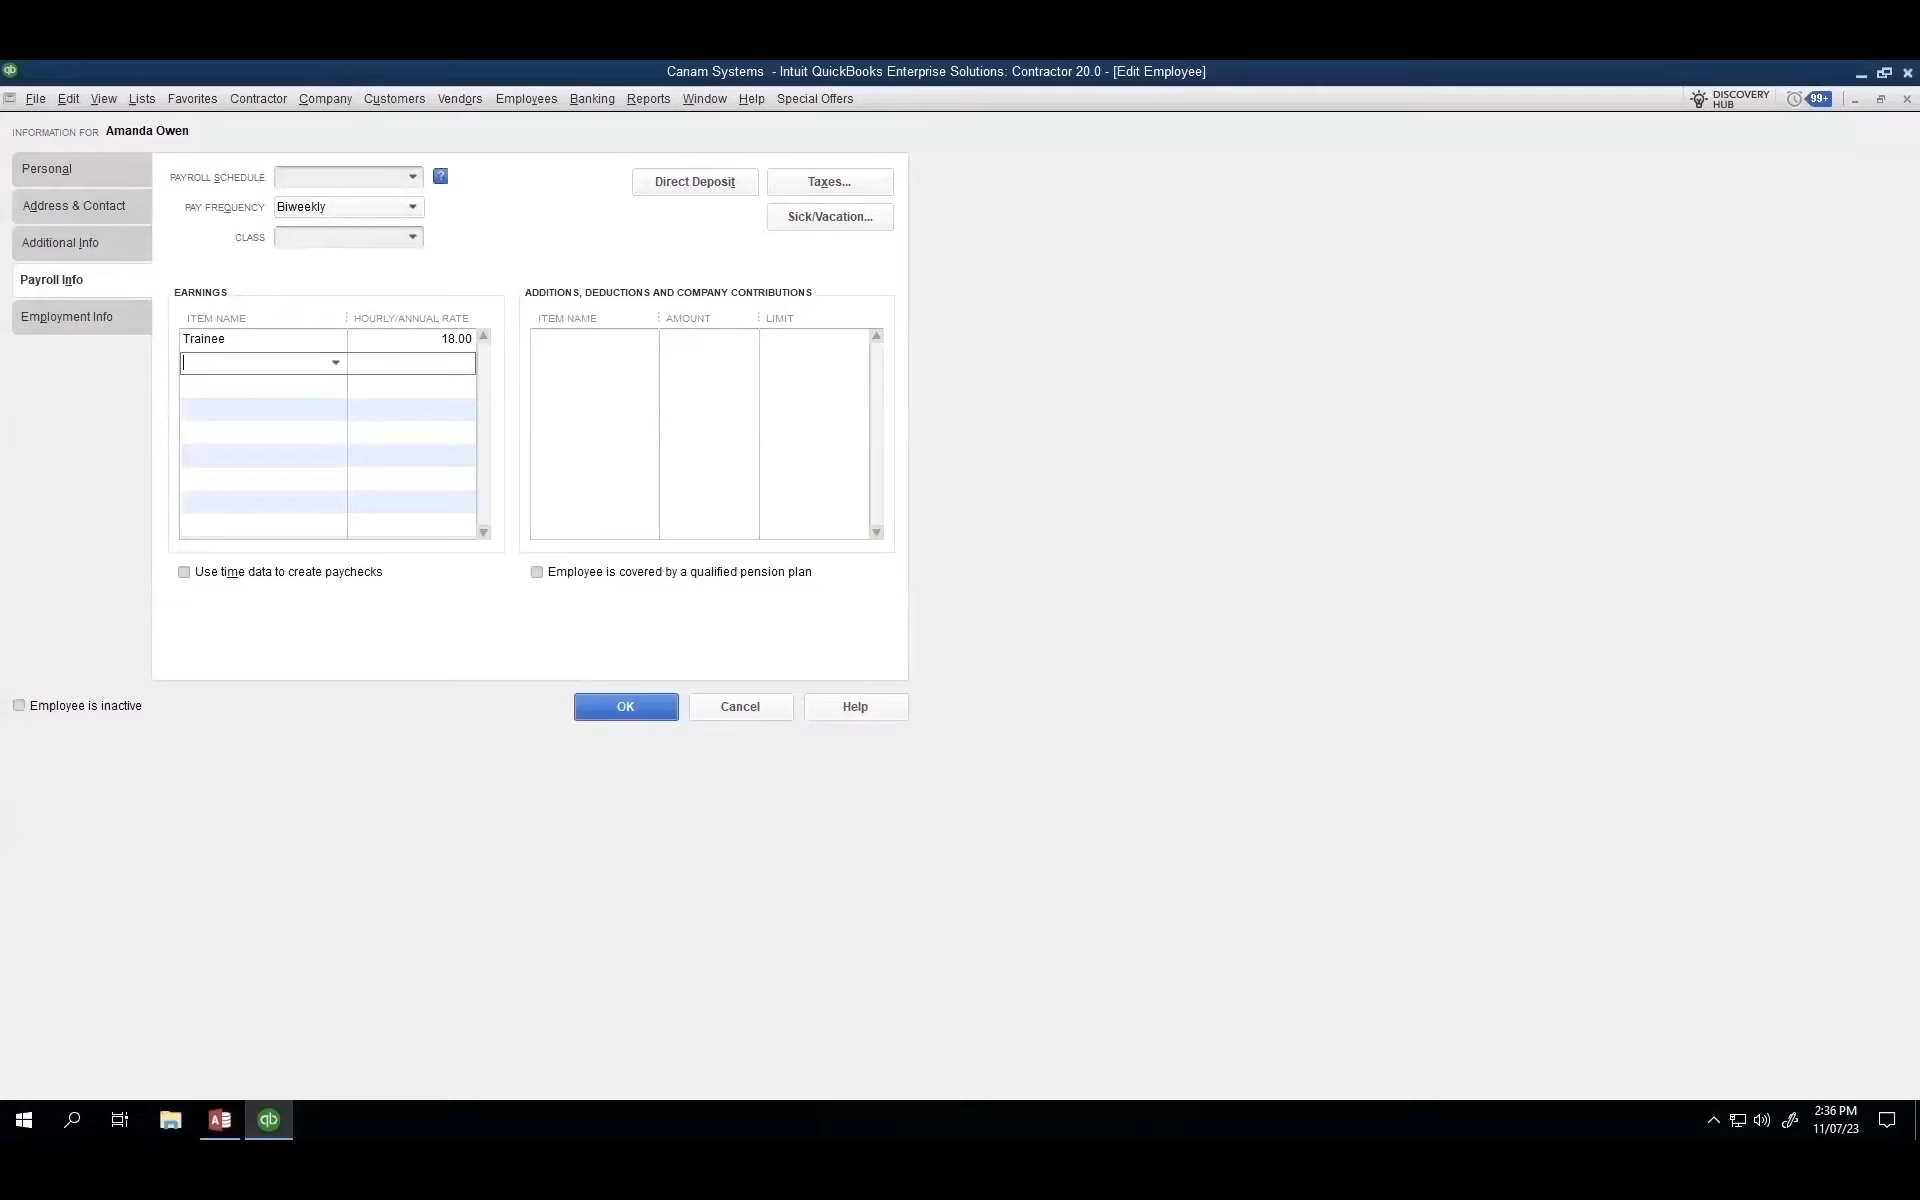 qb
Canam Systems - Intuit QuickBooks Enterprise Solutions: Contractor 20.0 - [Edit Employee]
File Edit View Lists Favorites Contractor Company Customers Vendors Employees Banking Reports Window Help Special Offers
DISCOVERY HUB 99+
INFORMATION FOR Amanda Owen
Personal
Address & Contact
Additional Info
Payroll Info
Employment Info
PAYROLL SCHEDULE ?
PAY FREQUENCY Biweekly
CLASS
Direct Deposit Taxes...
Sick/Vacation...
EARNINGS
ITEM NAME HOURLY/ANNUAL RATE
Trainee 18.00
Use time data to create paychecks
ADDITIONS, DEDUCTIONS AND COMPANY CONTRIBUTIONS
ITEM NAME AMOUNT LIMIT
Employee is covered by a qualified pension plan
Employee is inactive
OK Cancel Help
A qb
2:36 PM
11/07/23